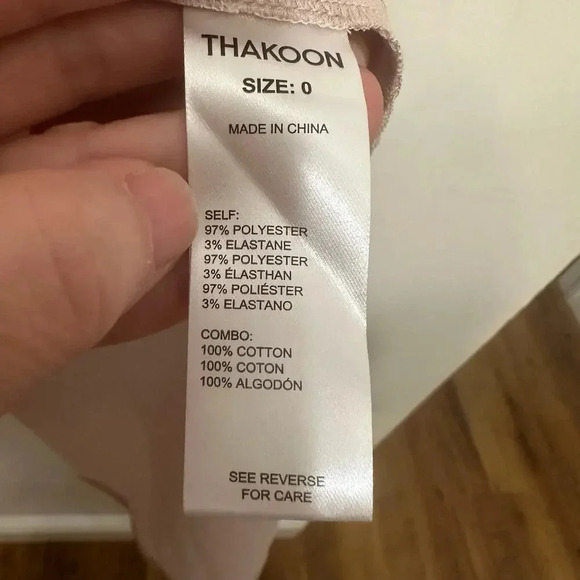 THAKOON
SIZE: 0
MADE IN CHINA
SELF:
97% POLYESTER
3% ELASTANE
97% POLYESTER
3% ÉLASTHAN
97% POLIÉSTER
3% ELASTANO
COMBO:
100% COTTON
100% COTON
100% ALGODÓN
SEE REVERSE
FOR CARE